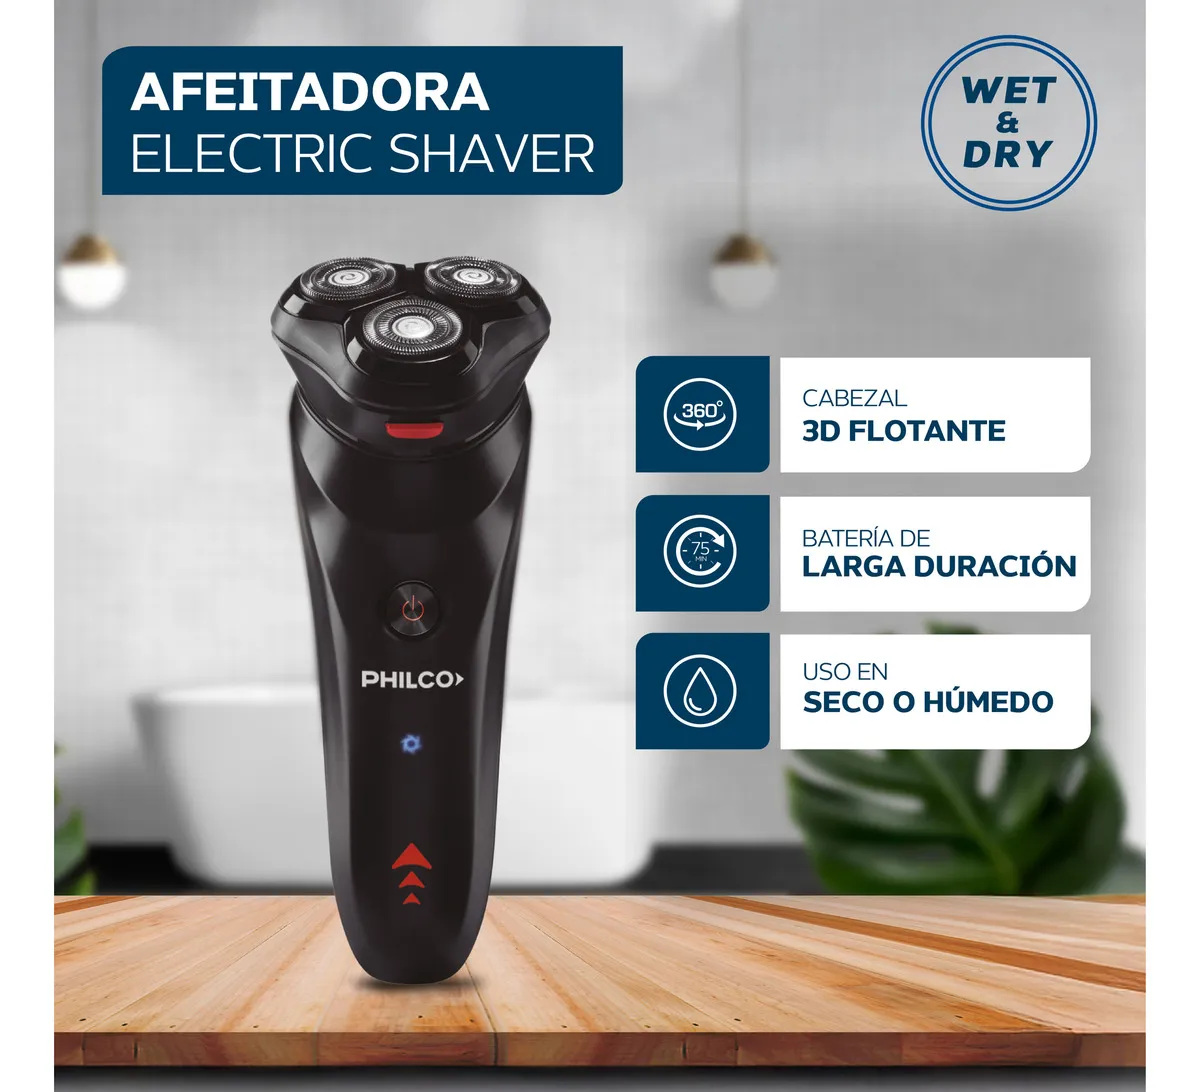 AFEITADORA
ELECTRIC SHAVER
WET
&
DRY
360°
CABEZAL
3D FLOTANTE
75
MIN
BATERÍA DE
LARGA DURACIÓN
USO EN
SECO O HÚMEDO
PHILCO